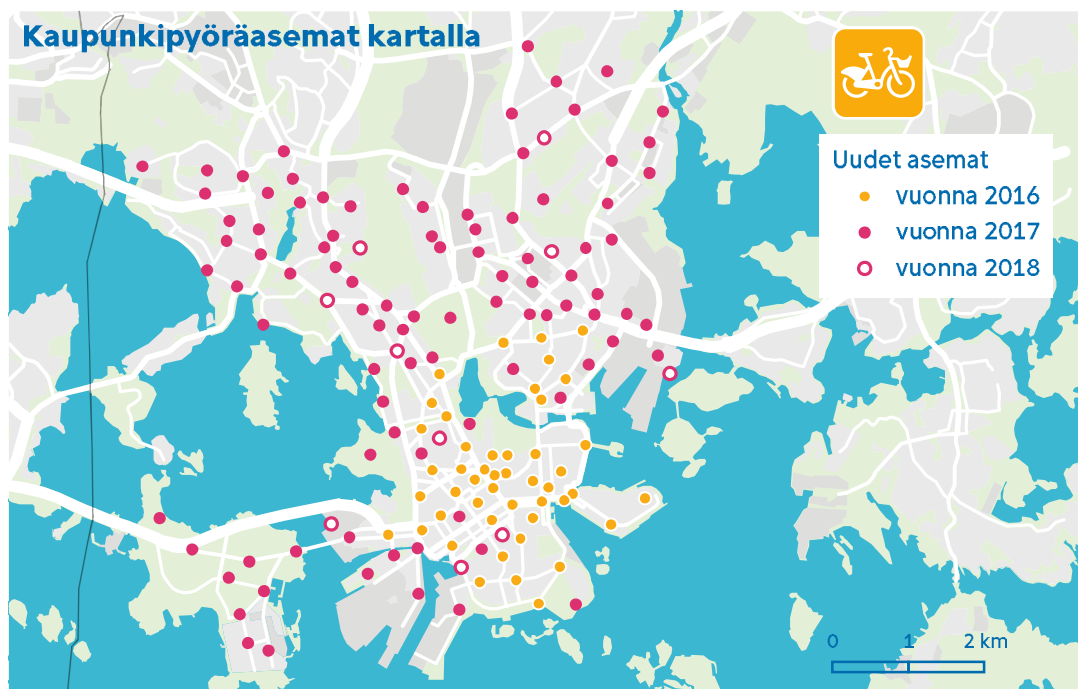 Kaupunkipyöräasemat kartalla
Uudet asemat
vuonna 2016
vuonna 2017
vuonna 2018
0 1 2 km